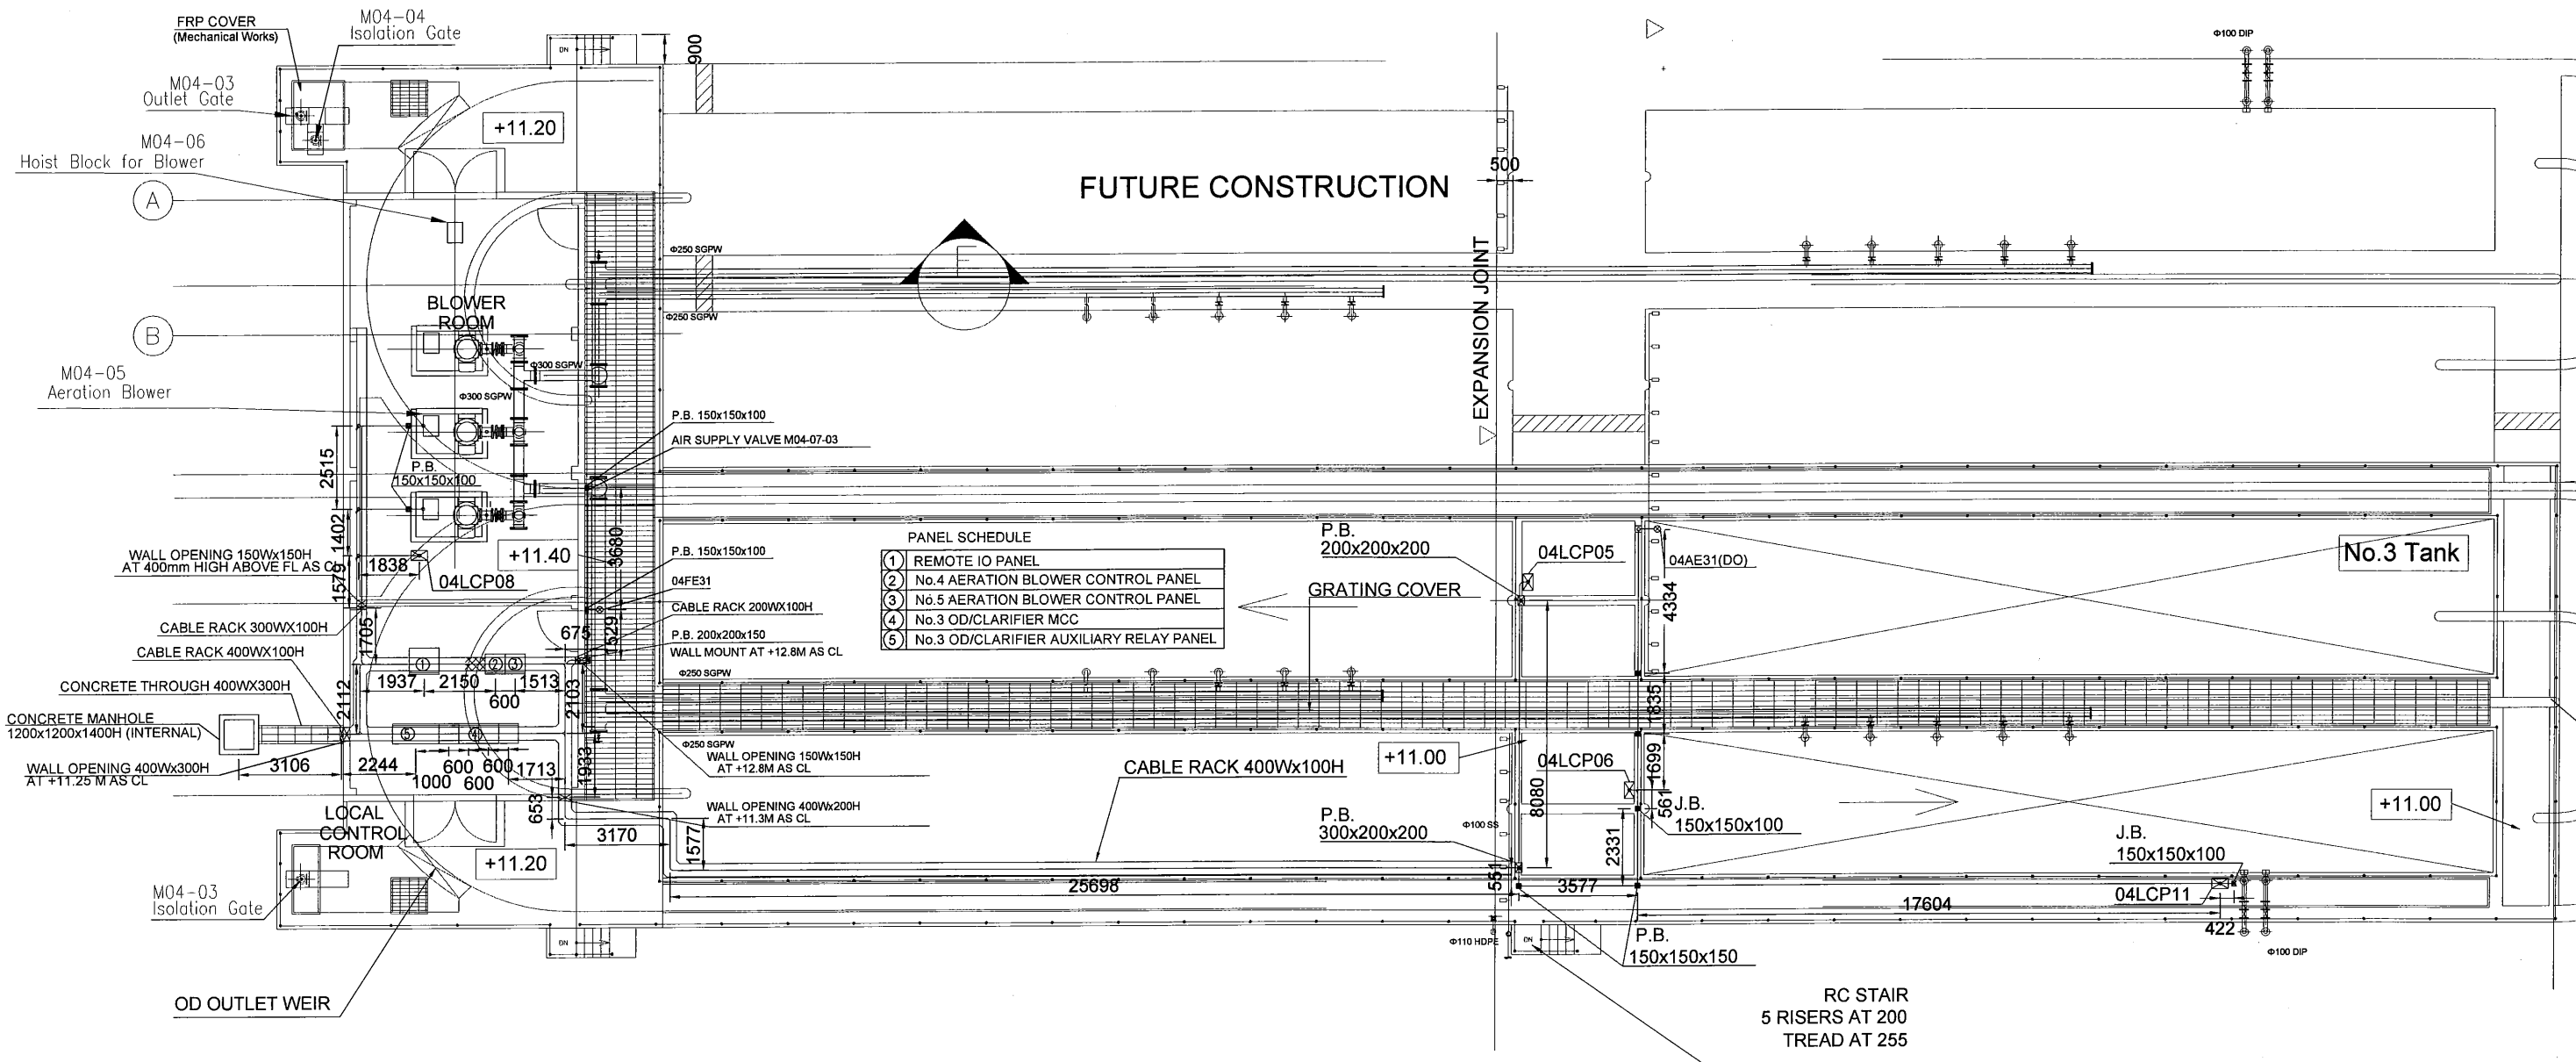 FRP COVER
(Mechanical Works)
M04-04
Isolation Gate
M04-03
Outlet Gate
M04-06
Hoist Block for Blower
A
B
M04-05
Aeration Blower
DN
900
+11.20
Φ100 DIP
FUTURE CONSTRUCTION
500
EXPANSION JOINT
F
Φ250 SGPW
Φ250 SGPW
BLOWER
ROOM
Φ300 SGPW
Φ300 SGPW
P.B. 150x150x100
AIR SUPPLY VALVE M04-07-03
2515
P.B.
150x150x100
1402
WALL OPENING 150Wx150H
AT 400mm HIGH ABOVE FL AS CL
1579
1838
04LCP08
+11.40
3680
P.B. 150x150x100
04FE31
CABLE RACK 200WX100H
P.B. 200x200x150
WALL MOUNT AT +12.8M AS CL
Φ250 SGPW
PANEL SCHEDULE
1 REMOTE IO PANEL
2 No.4 AERATION BLOWER CONTROL PANEL
3 No.5 AERATION BLOWER CONTROL PANEL
4 No.3 OD/CLARIFIER MCC
5 No.3 OD/CLARIFIER AUXILIARY RELAY PANEL
P.B.
200x200x200
04LCP05
GRATING COVER
04AE31(DO)
4334
No.3 Tank
CABLE RACK 300WX100H
CABLE RACK 400WX100H
CONCRETE THROUGH 400WX300H
CONCRETE MANHOLE
1200x1200x1400H (INTERNAL)
WALL OPENING 400Wx300H
AT +11.25 M AS CL
1705
675
1529
1
2
3
1937
2150
1513
600
2112
2103
5
4
3106
2244
1000
600
600
600
1713
1933
653
Φ250 SGPW
WALL OPENING 150Wx150H
AT +12.8M AS CL
WALL OPENING 400Wx200H
AT +11.3M AS CL
3170
1577
CABLE RACK 400Wx100H
+11.00
04LCP06
1835
1699
561
8080
P.B.
300x200x200
Φ100 SS
2331
J.B.
150x150x100
+11.00
J.B.
150x150x100
LOCAL
CONTROL
ROOM
+11.20
M04-03
Isolation Gate
25698
551
3577
17604
04LCP11
422
DN
Φ110 HDPE
DN
P.B.
150x150x150
Φ100 DIP
OD OUTLET WEIR
RC STAIR
5 RISERS AT 200
TREAD AT 255